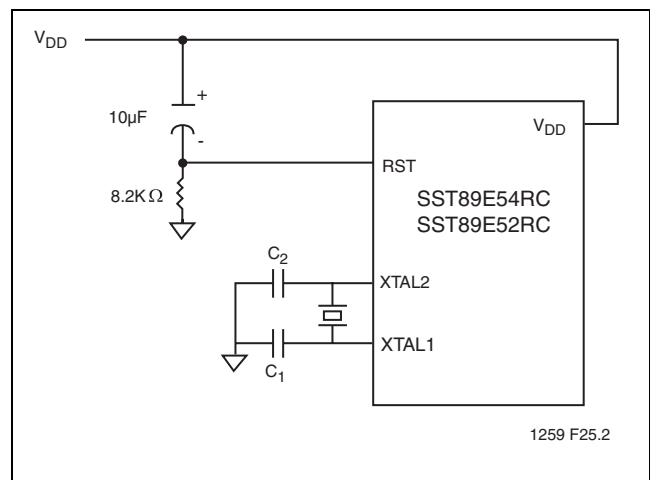 VDD
+
10µF
-
8.2KΩ
VDD
RST
SST89E54RC
SST89E52RC
C2
XTAL2
XTAL1
C1
1259 F25.2